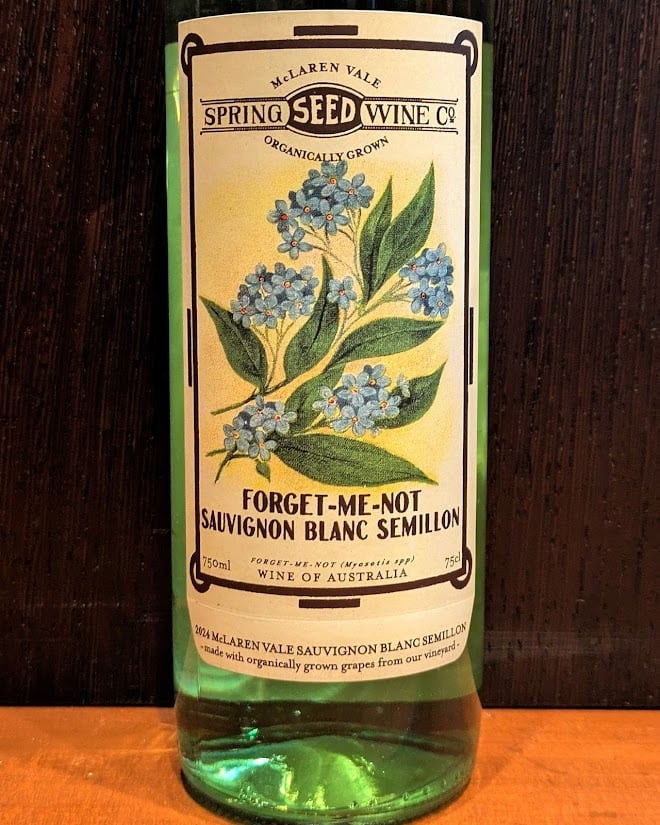 McLAREN VALE
SPRING SEED WINE Co.
ORGANICALLY GROWN
FORGET-ME-NOT
SAUVIGNON BLANC SEMILLON
750ml
FORGET-ME-NOT (Myosotis spp)
75cl
WINE OF AUSTRALIA
2024 McLAREN VALE SAUVIGNON BLANC SEMILLON
- made with organically grown grapes from our vineyard -